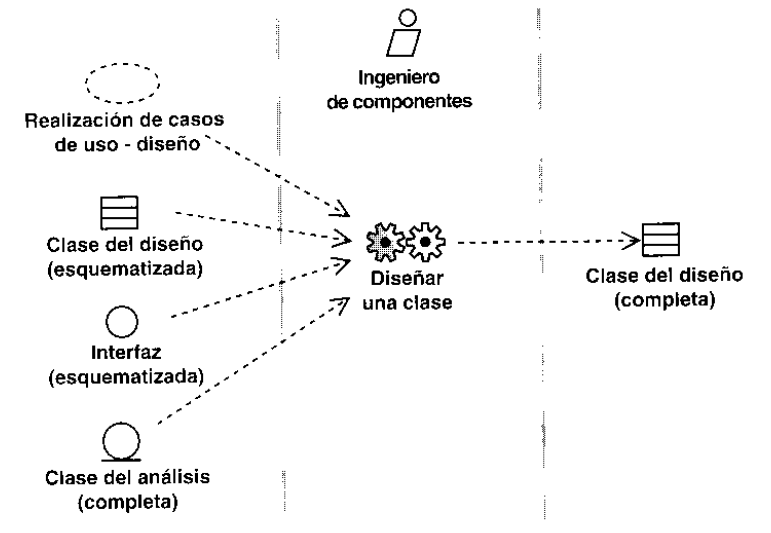 Ingeniero
de componentes
Realización de casos
de uso - diseño
Clase del diseño
(esquematizada)
Interfaz
(esquematizada)
Clase del análisis
(completa)
Diseñar
una clase
Clase del diseño
(completa)